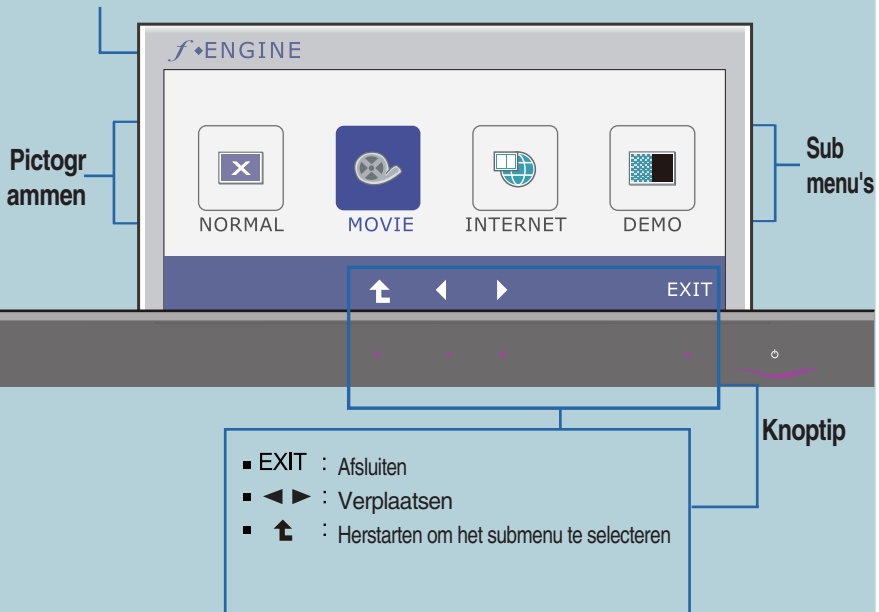 f ENGINE
Pictogr
ammen
NORMAL
MOVIE
INTERNET
DEMO
Sub
menu's
EXIT
Knoptip
EXIT : Afsluiten
◄ ► : Verplaatsen
: Herstarten om het submenu te selecteren